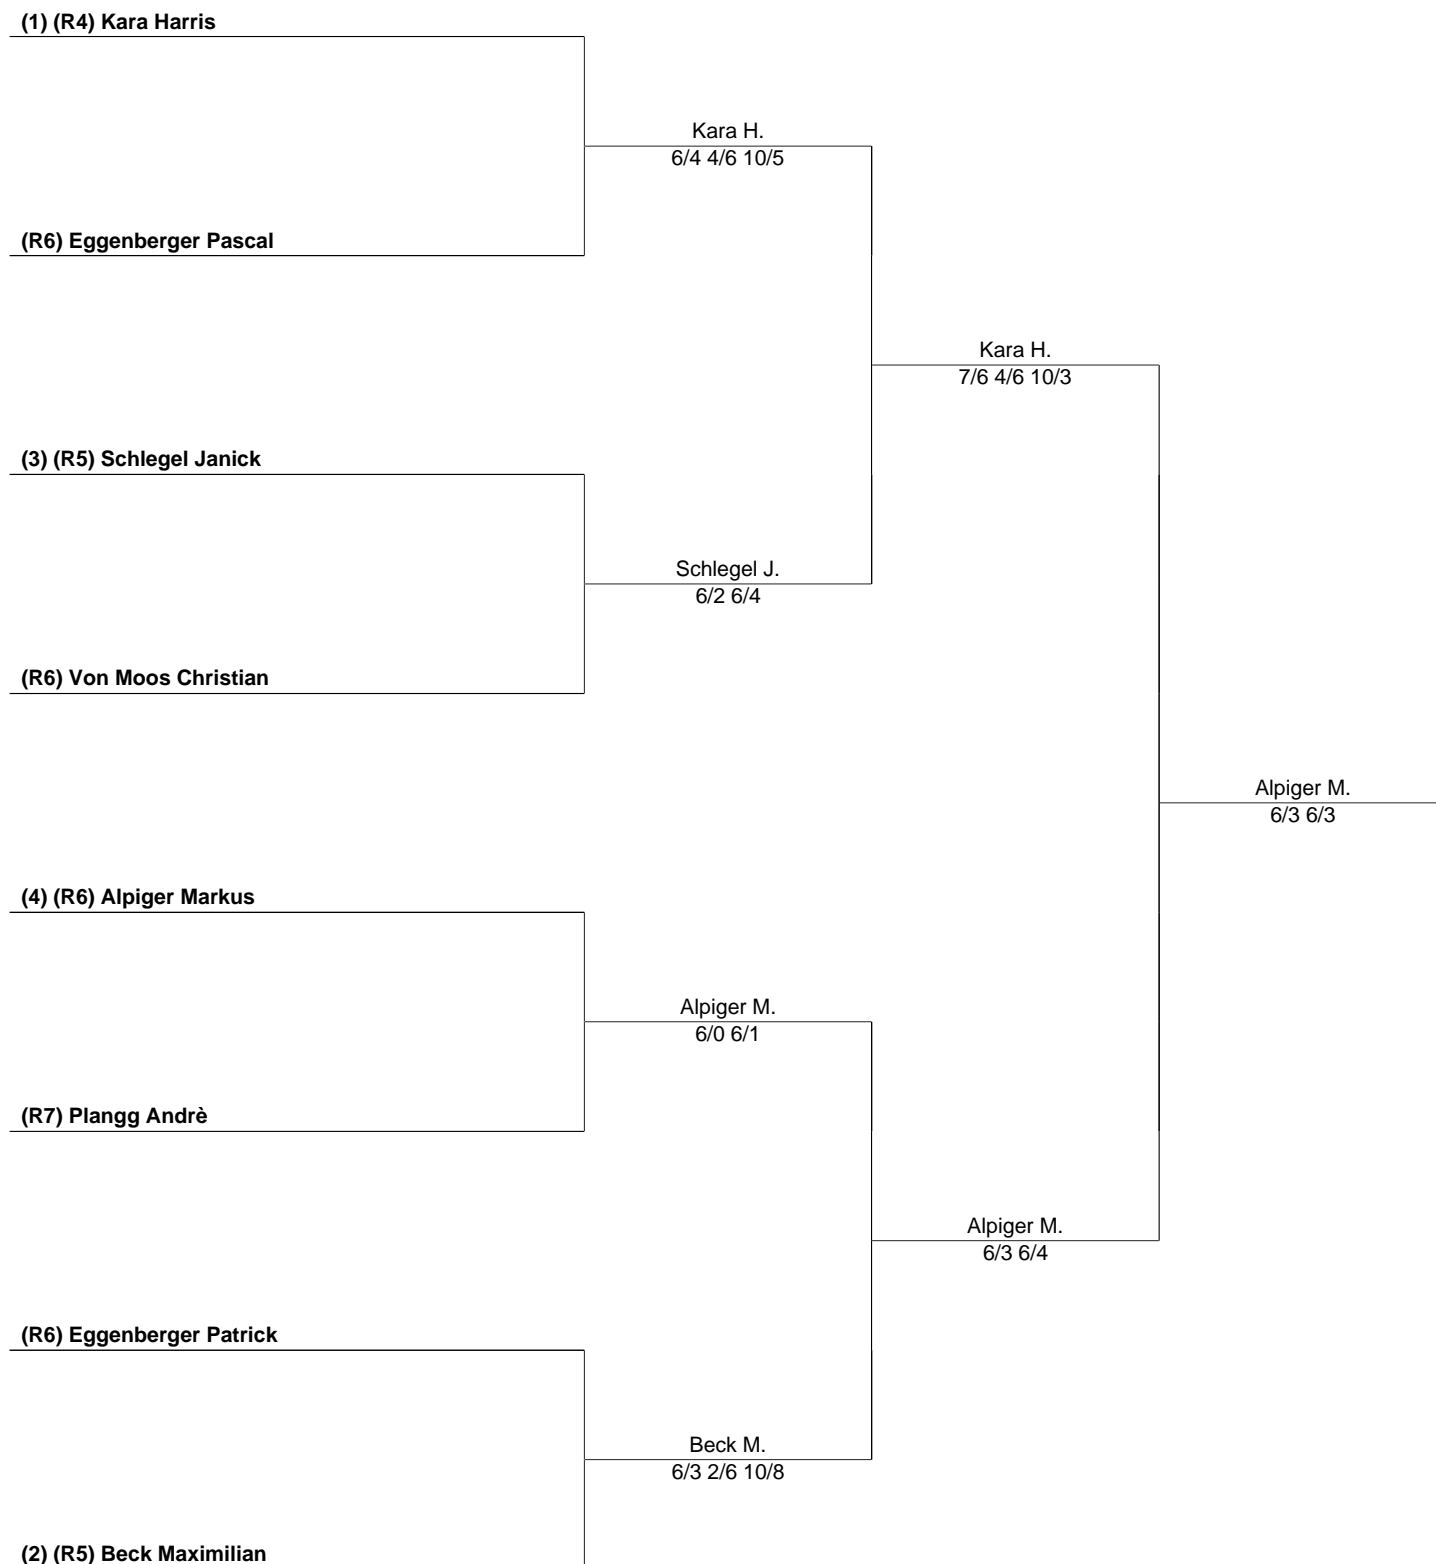 (1) (R4) Kara Harris
Kara H.
6/4 4/6 10/5
(R6) Eggenberger Pascal
Kara H.
7/6 4/6 10/3
(3) (R5) Schlegel Janick
Schlegel J.
6/2 6/4
(R6) Von Moos Christian
Alpiger M.
6/3 6/3
(4) (R6) Alpiger Markus
Alpiger M.
6/0 6/1
(R7) Plangg Andrè
Alpiger M.
6/3 6/4
(R6) Eggenberger Patrick
Beck M.
6/3 2/6 10/8
(2) (R5) Beck Maximilian